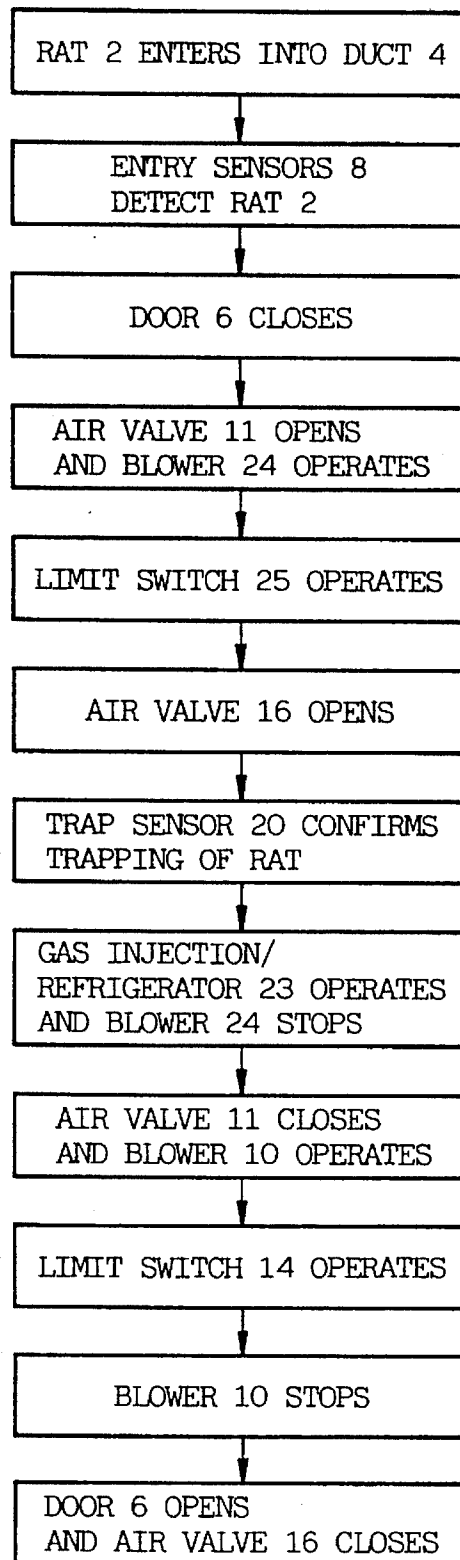 RAT 2 ENTERS INTO DUCT 4
ENTRY SENSORS 8
DETECT RAT 2
DOOR 6 CLOSES
AIR VALVE 11 OPENS
AND BLOWER 24 OPERATES
LIMIT SWITCH 25 OPERATES
AIR VALVE 16 OPENS
TRAP SENSOR 20 CONFIRMS
TRAPPING OF RAT
GAS INJECTION/
REFRIGERATOR 23 OPERATES
AND BLOWER 24 STOPS
AIR VALVE 11 CLOSES
AND BLOWER 10 OPERATES
LIMIT SWITCH 14 OPERATES
BLOWER 10 STOPS
DOOR 6 OPENS
AND AIR VALVE 16 CLOSES